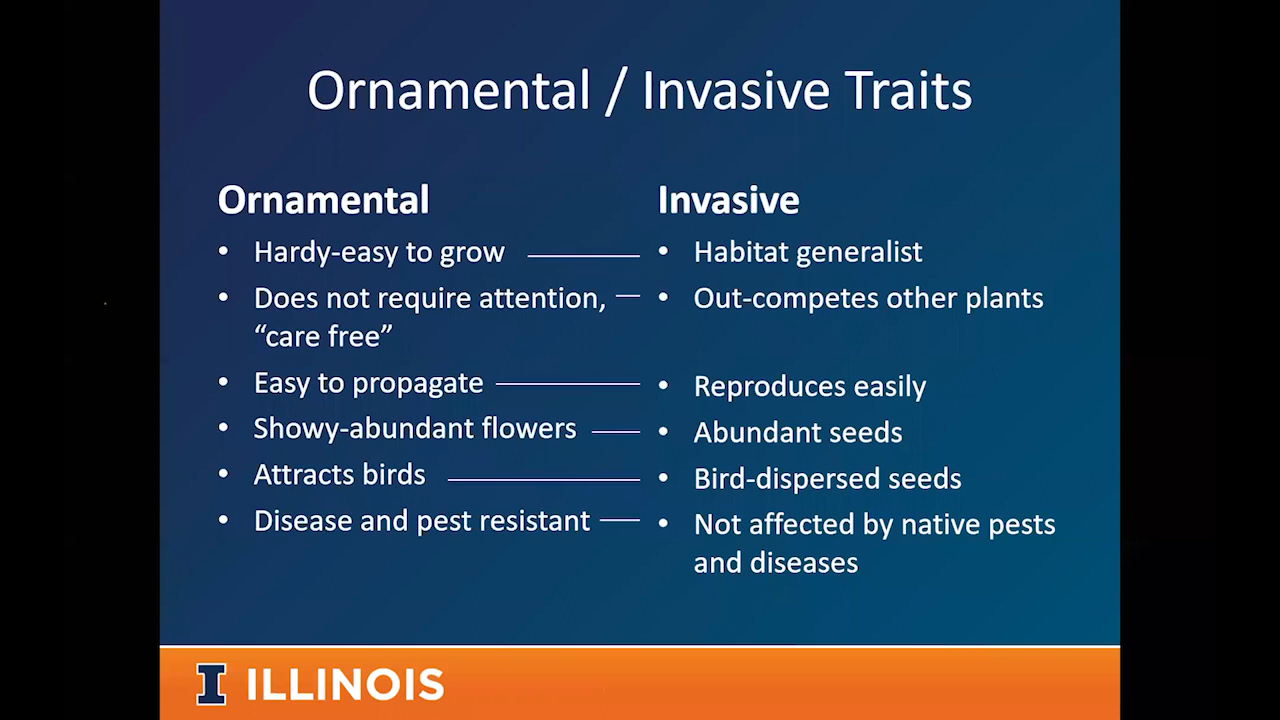 Ornamental / Invasive Traits
Ornamental
• Hardy-easy to grow
• Does not require attention,
“care free”
• Easy to propagate
• Showy-abundant flowers
• Attracts birds
• Disease and pest resistant
Invasive
• Habitat generalist
• Out-competes other plants
• Reproduces easily
• Abundant seeds
• Bird-dispersed seeds
• Not affected by native pests
and diseases
I ILLINOIS